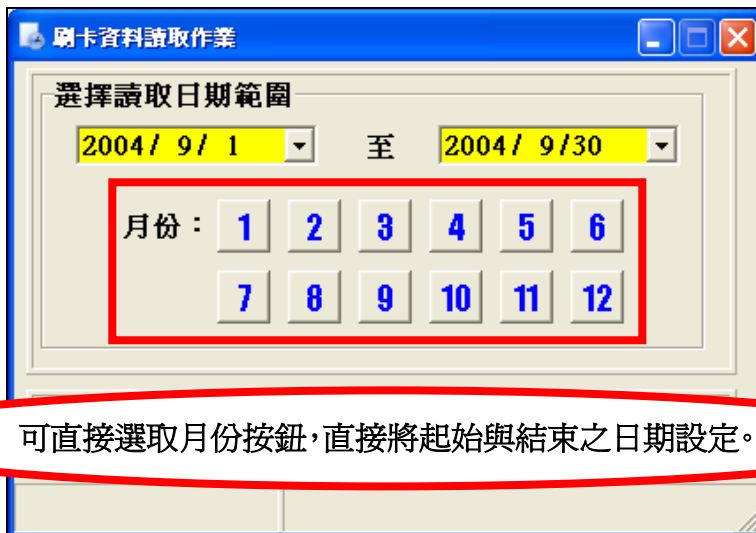 刷卡資料讀取作業
選擇讀取日期範圍
2004/ 9/ 1 至 2004/ 9/30
月份： 1 2 3 4 5 6
7 8 9 10 11 12
可直接選取月份按鈕，直接將起始與結束之日期設定。